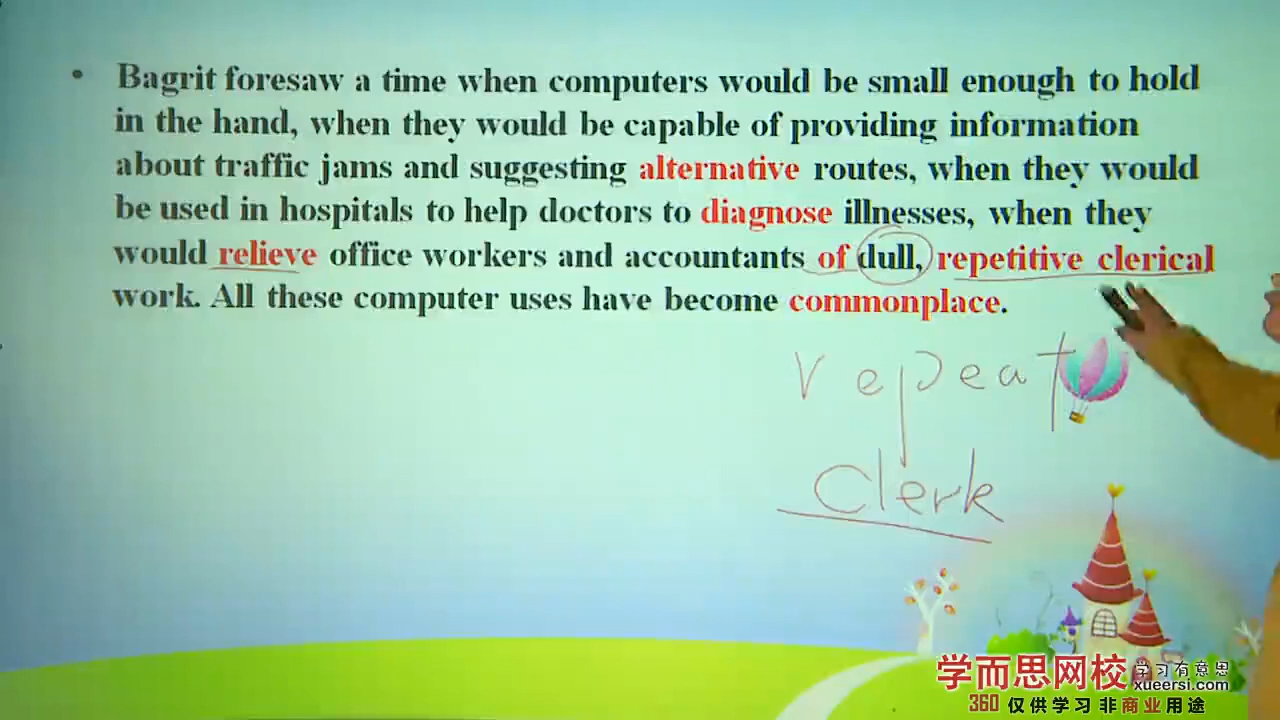 • Bagrit foresaw a time when computers would be small enough to hold
in the hand, when they would be capable of providing information
about traffic jams and suggesting alternative routes, when they would
be used in hospitals to help doctors to diagnose illnesses, when they
would relieve office workers and accountants of dull, repetitive clerical
work. All these computer uses have become commonplace.
repeat
Clerk
学而思网校 学习有意思
xueersi.com
360 仅供学习 非商业用途